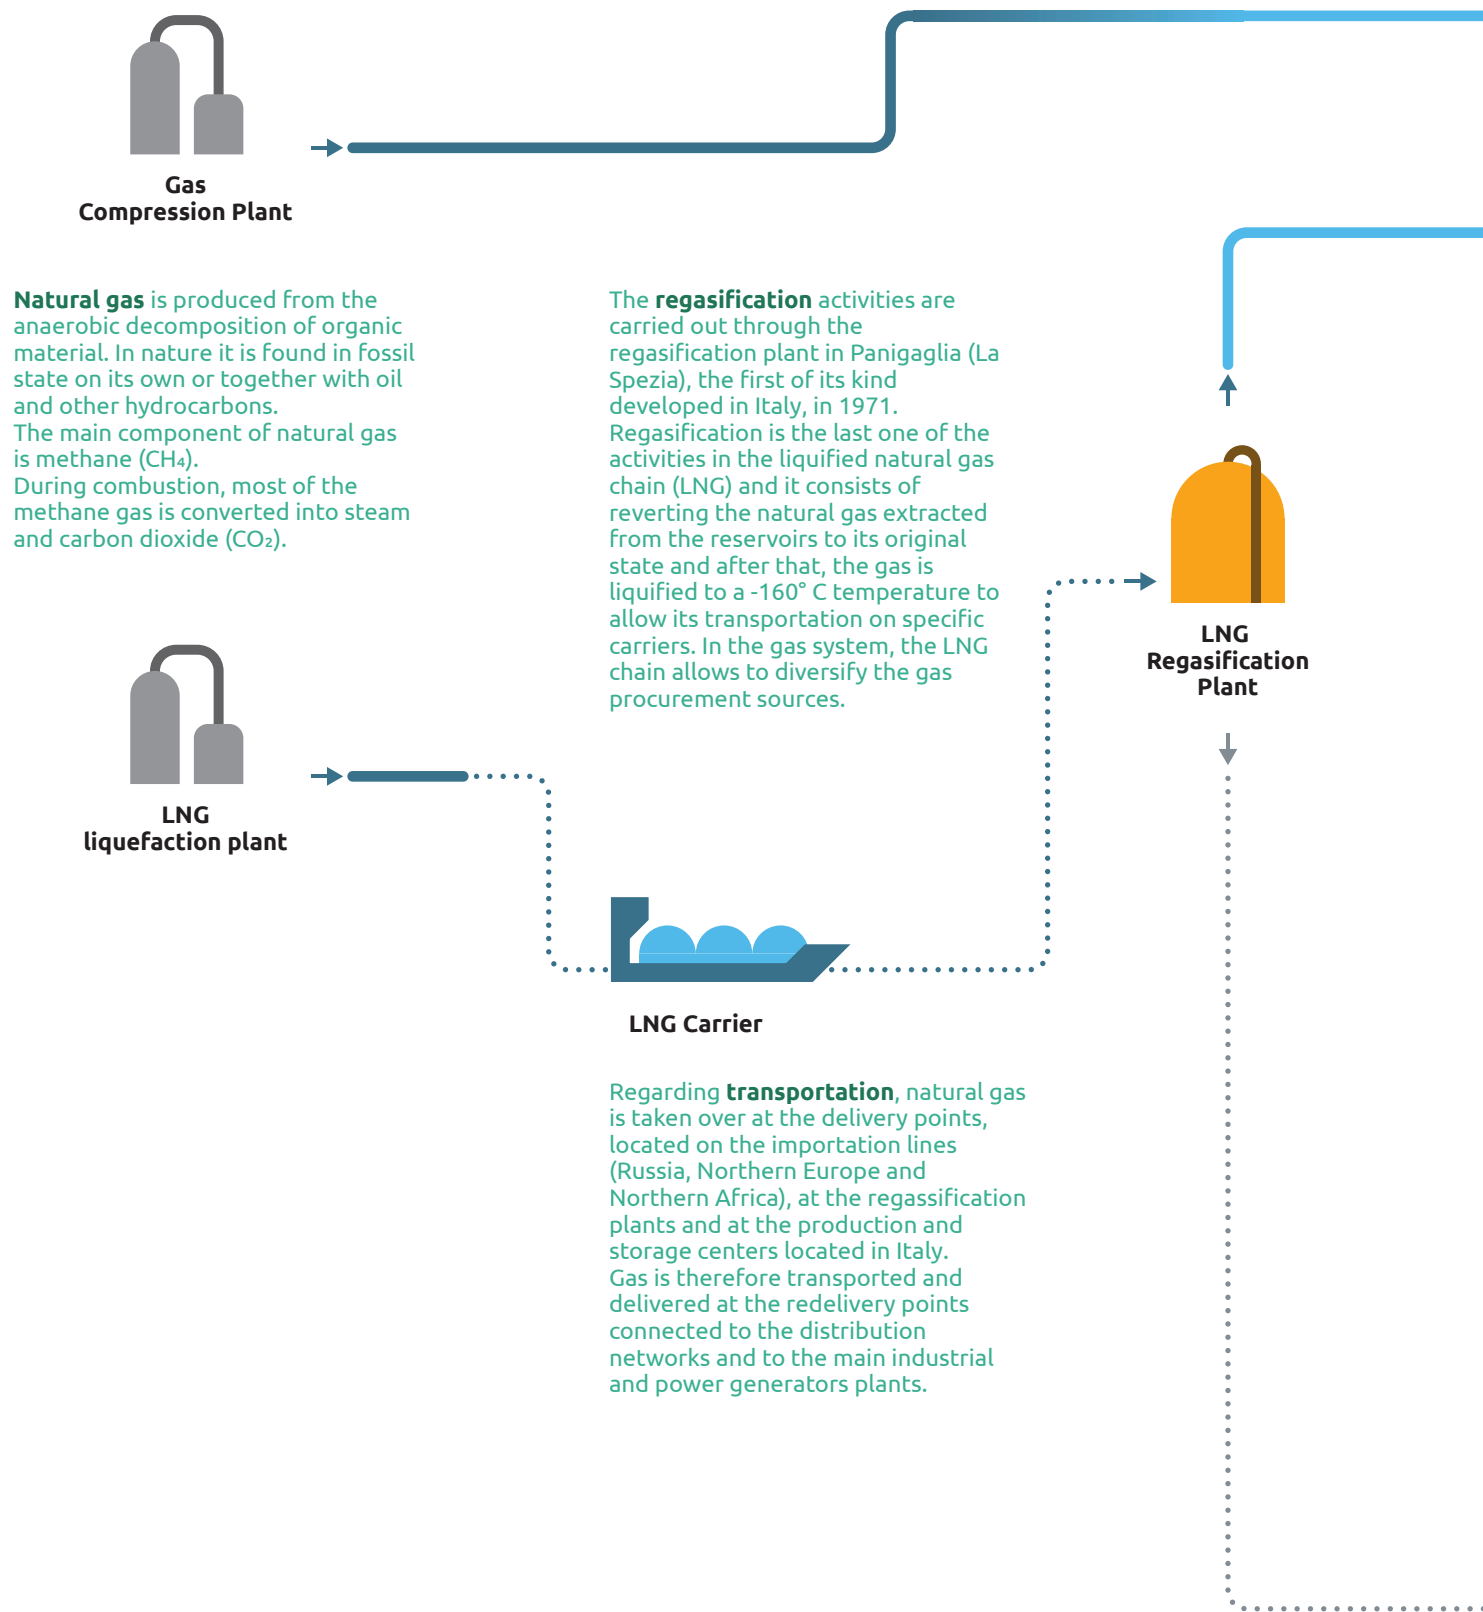 Gas
Compression Plant
Natural gas is produced from the
anaerobic decomposition of organic
material. In nature it is found in fossil
state on its own or together with oil
and other hydrocarbons.
The main component of natural gas
is methane (CH₄).
During combustion, most of the
methane gas is converted into steam
and carbon dioxide (CO₂).
The regasification activities are
carried out through the
regasification plant in Panigaglia (La
Spezia), the first of its kind
developed in Italy, in 1971.
Regasification is the last one of the
activities in the liquified natural gas
chain (LNG) and it consists of
reverting the natural gas extracted
from the reservoirs to its original
state and after that, the gas is
liquified to a -160° C temperature to
allow its transportation on specific
carriers. In the gas system, the LNG
chain allows to diversify the gas
procurement sources.
LNG
Regasification
Plant
LNG
liquefaction plant
LNG Carrier
Regarding transportation, natural gas
is taken over at the delivery points,
located on the importation lines
(Russia, Northern Europe and
Northern Africa), at the regassification
plants and at the production and
storage centers located in Italy.
Gas is therefore transported and
delivered at the redelivery points
connected to the distribution
networks and to the main industrial
and power generators plants.